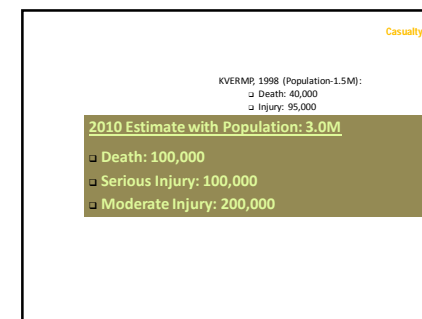 Casualty
KVERMP, 1998 (Population-1.5M):
❑ Death: 40,000
❑ Injury: 95,000
2010 Estimate with Population: 3.0M
❑ Death: 100,000
❑ Serious Injury: 100,000
❑ Moderate Injury: 200,000